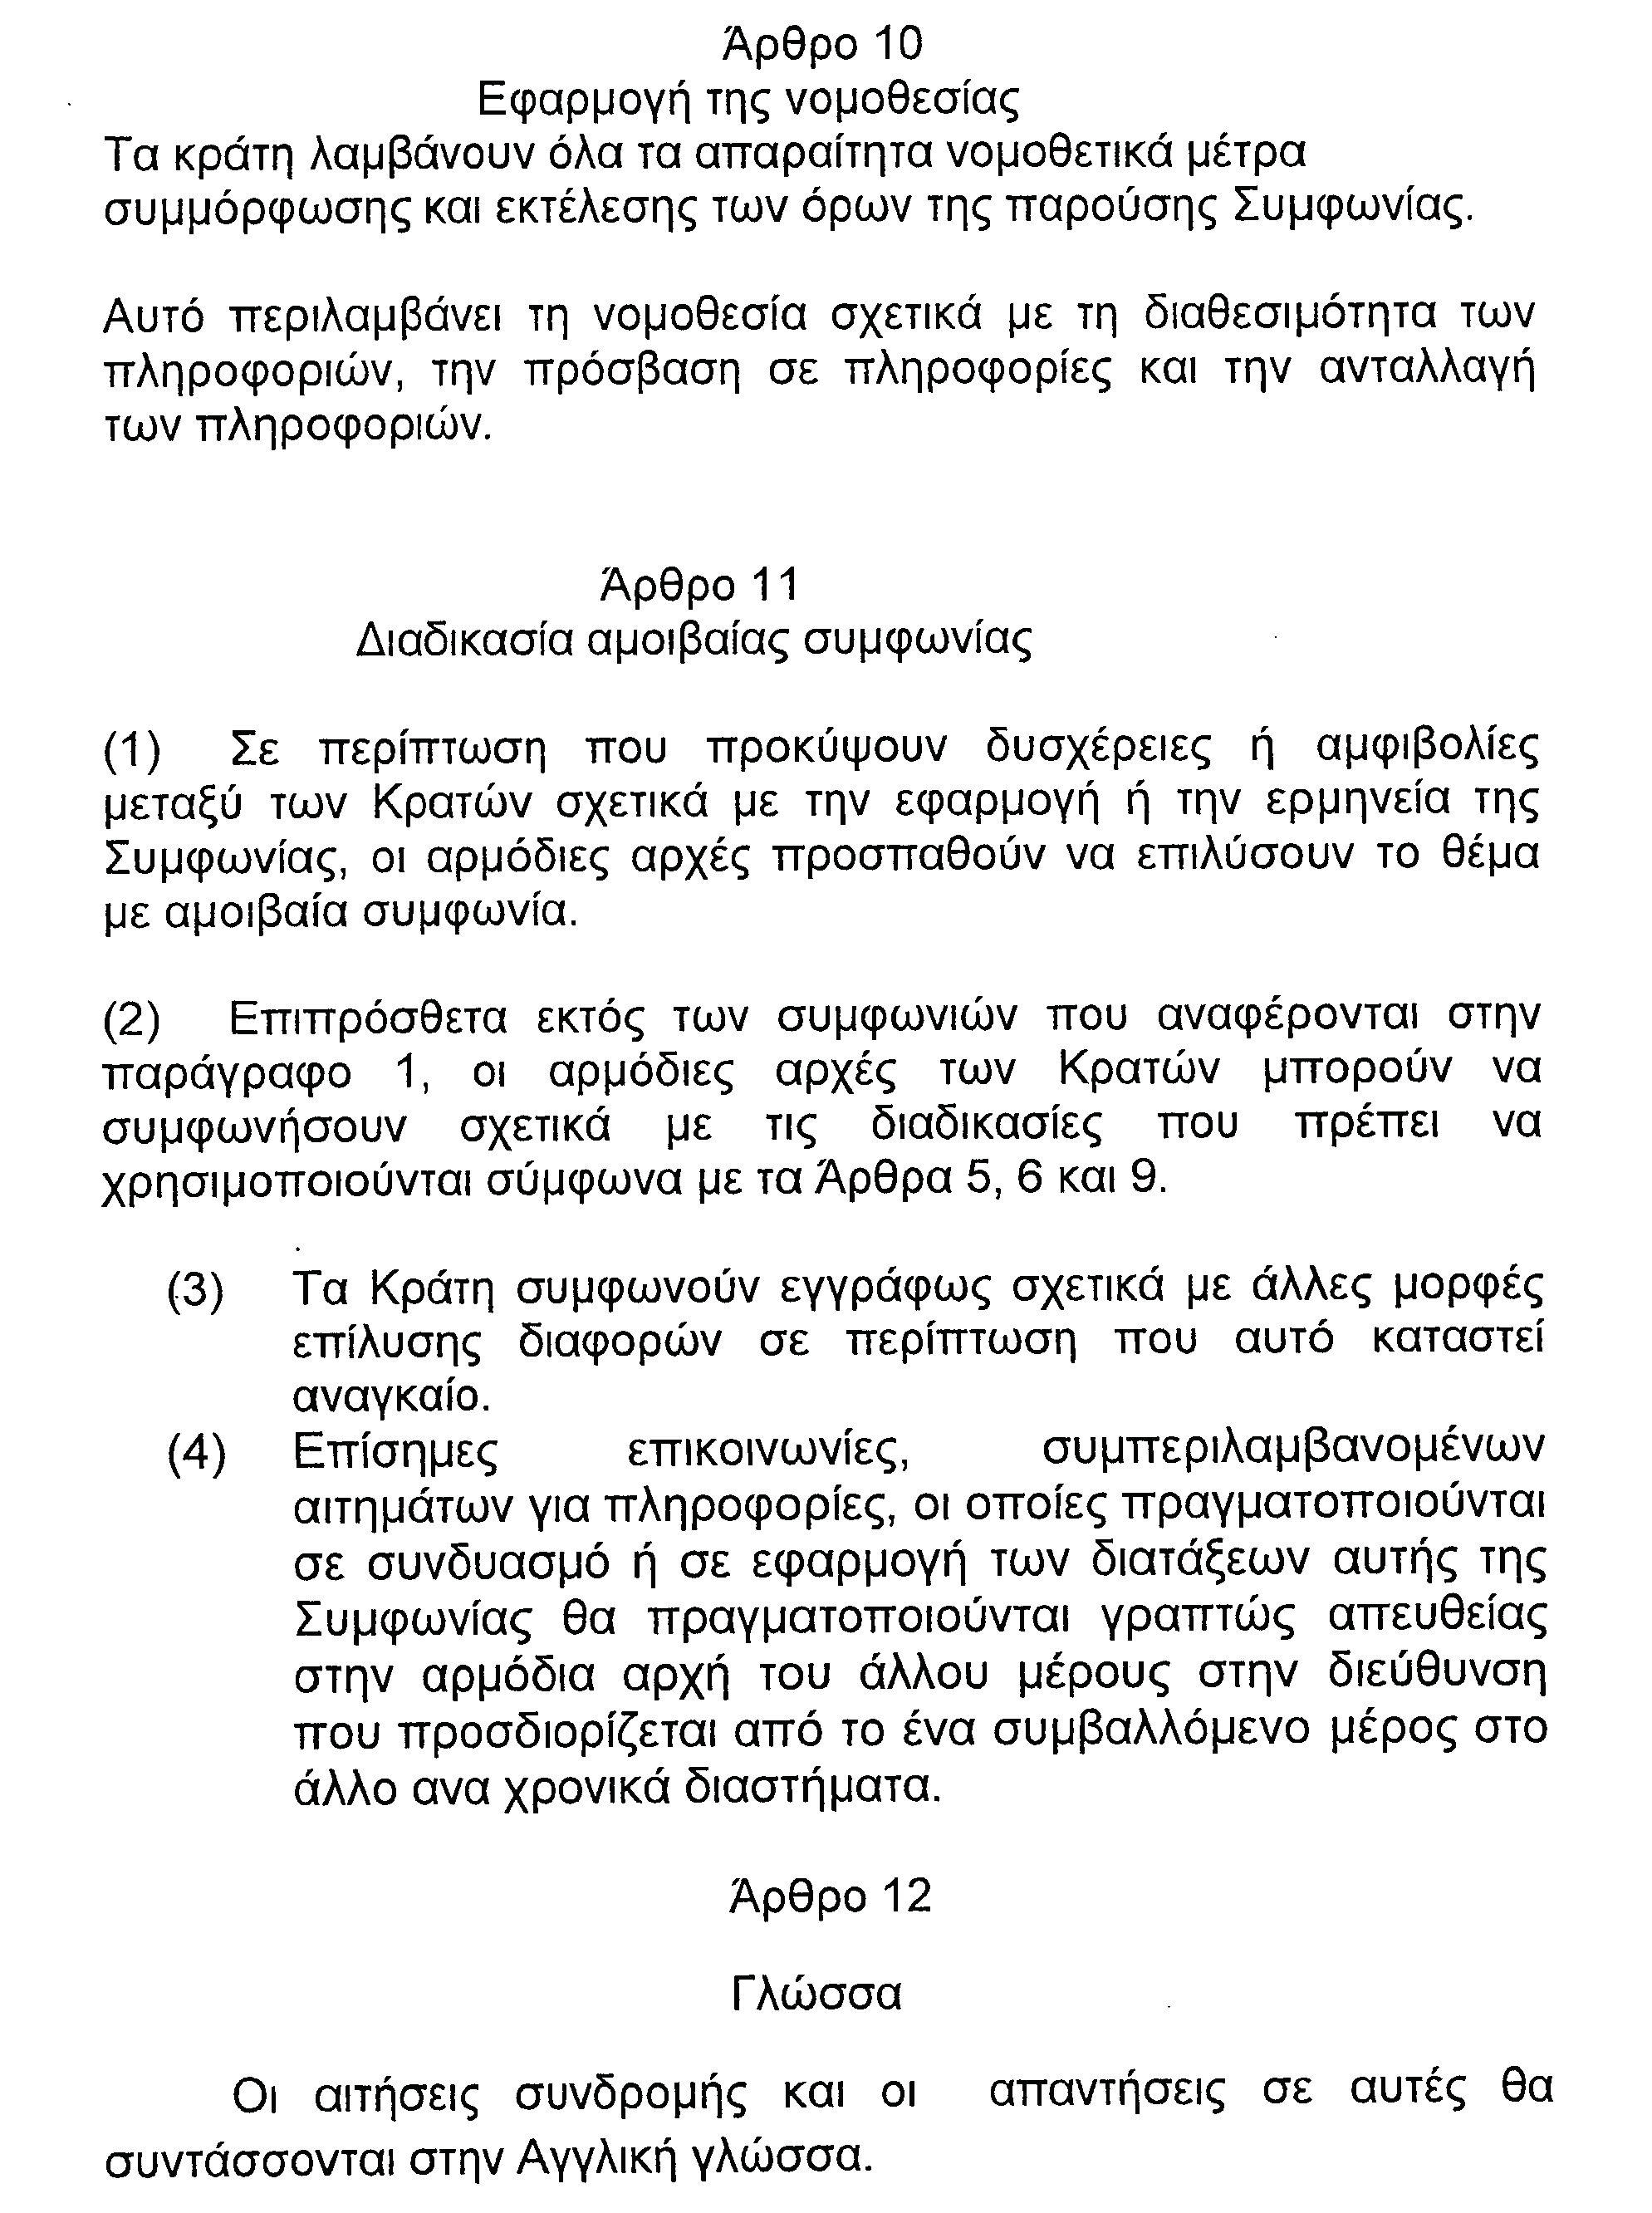 Άρθρο 10
Εφαρμογή της νομοθεσίας
Τα κράτη λαμβάνουν όλα τα απαραίτητα νομοθετικά μέτρα
συμμόρφωσης και εκτέλεσης των όρων της παρούσης Συμφωνίας.
Αυτό περιλαμβάνει τη νομοθεσία σχετικά με τη διαθεσιμότητα των
πληροφοριών, την πρόσβαση σε πληροφορίες και την ανταλλαγή
των πληροφοριών.
Άρθρο 11
Διαδικασία αμοιβαίας συμφωνίας
(1) Σε περίπτωση που προκύψουν δυσχέρειες ή αμφιβολίες
μεταξύ των Κρατών σχετικά με την εφαρμογή ή την ερμηνεία της
Συμφωνίας, οι αρμόδιες αρχές προσπαθούν να επιλύσουν το θέμα
με αμοιβαία συμφωνία.
(2) Επιπρόσθετα εκτός των συμφωνιών που αναφέρονται στην
παράγραφο 1, οι αρμόδιες αρχές των Κρατών μπορούν να
συμφωνήσουν σχετικά με τις διαδικασίες που πρέπει να
χρησιμοποιούνται σύμφωνα με τα Άρθρα 5, 6 και 9.
(3) Τα Κράτη συμφωνούν εγγράφως σχετικά με άλλες μορφές
επίλυσης διαφορών σε περίπτωση που αυτό καταστεί
αναγκαίο.
(4) Επίσημες επικοινωνίες, συμπεριλαμβανομένων
αιτημάτων για πληροφορίες, οι οποίες πραγματοποιούνται
σε συνδυασμό ή σε εφαρμογή των διατάξεων αυτής της
Συμφωνίας θα πραγματοποιούνται γραπτώς απευθείας
στην αρμόδια αρχή του άλλου μέρους στην διεύθυνση
που προσδιορίζεται από το ένα συμβαλλόμενο μέρος στο
άλλο ανα χρονικά διαστήματα.
Άρθρο 12
Γλώσσα
Οι αιτήσεις συνδρομής και οι απαντήσεις σε αυτές θα
συντάσσονται στην Αγγλική γλώσσα.